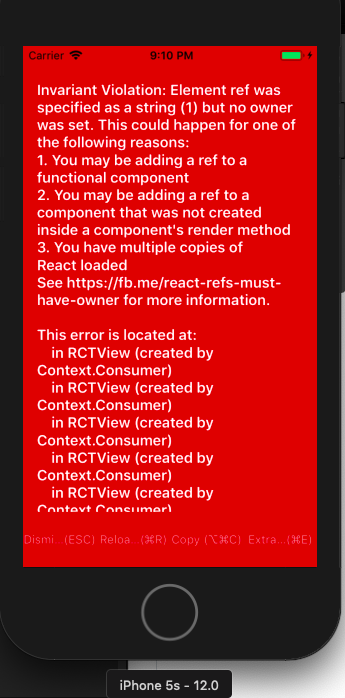 Carrier 9:10 PM
Invariant Violation: Element ref was
specified as a string (1) but no owner
was set. This could happen for one of
the following reasons:
1. You may be adding a ref to a
functional component
2. You may be adding a ref to a
component that was not created
inside a component's render method
3. You have multiple copies of
React loaded
See https://fb.me/react-refs-must-
have-owner for more information.
This error is located at:
in RCTView (created by
Context.Consumer)
in RCTView (created by
Context.Consumer)
in RCTView (created by
Context.Consumer)
in RCTView (created by
Context.Consumer)
in RCTView (created by
Context.Consumer)
Dismi...(ESC) Reloa...(⌘R) Copy (⌥⌘C) Extra...(⌘E)
iPhone 5s - 12.0